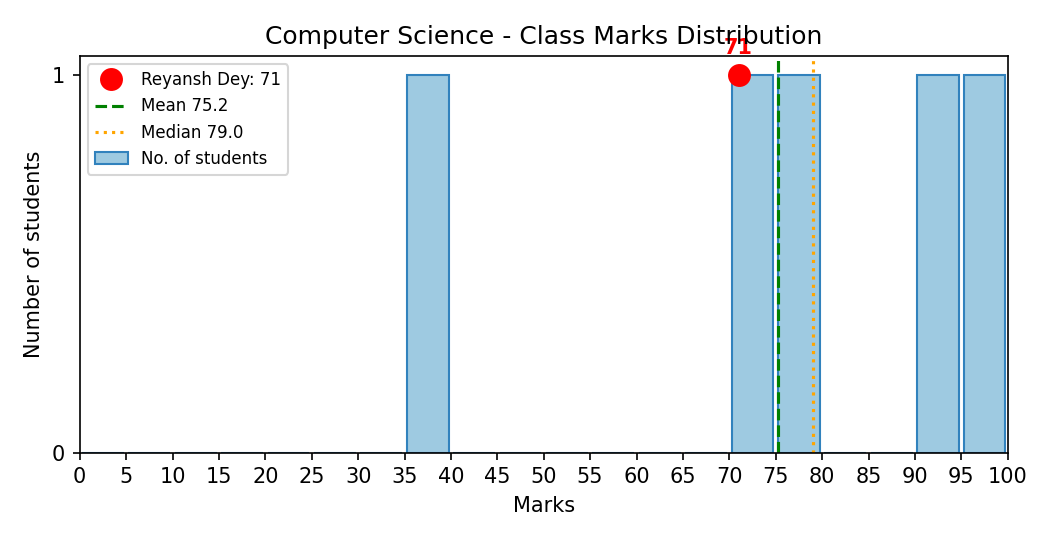 Computer Science - Class Marks Distribution
71
Reyansh Dey: 71
Mean 75.2
Median 79.0
No. of students
Number of students
1
0
0 5 10 15 20 25 30 35 40 45 50 55 60 65 70 75 80 85 90 95 100
Marks